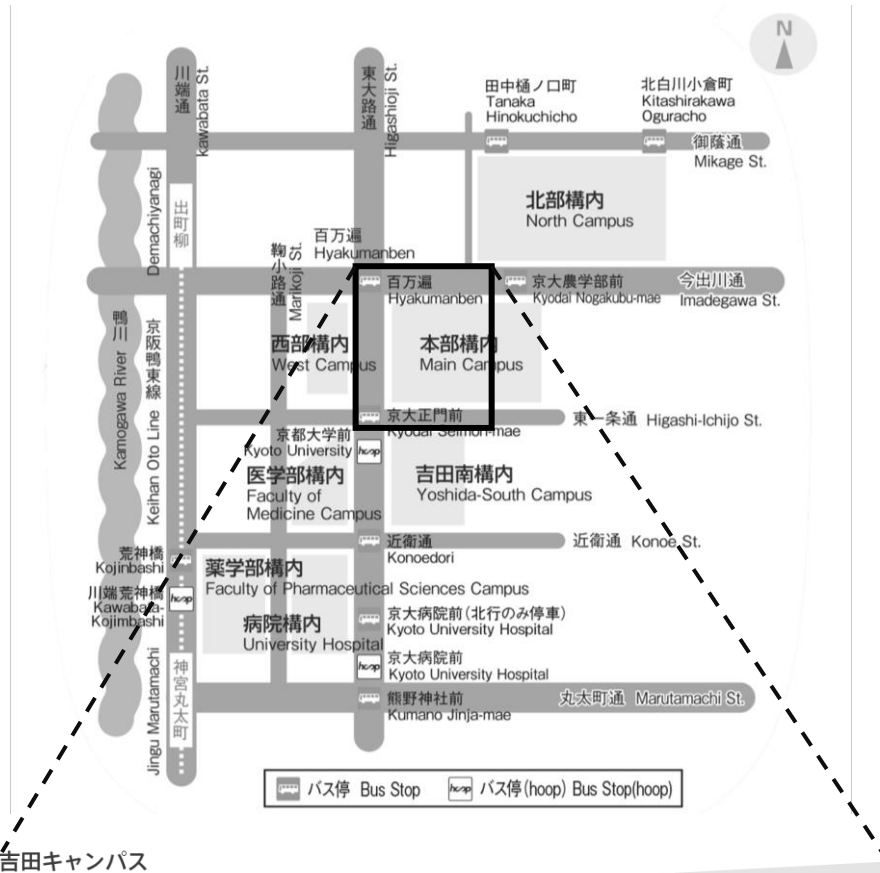 N
川端通
kawabata St.
東大路通
Higashioji St.
田中樋ノ口町
Tanaka
Hinokuchicho
北白川小倉町
Kitashirakawa
Oguracho
御蔭通
Mikage St.
北部構内
North Campus
Demachiyanagi
出町柳
百万遍
Hyakumanben
鞠小路通
Marikoji St.
百万遍
Hyakumanben
京大農学部前
Kyodai Nogakubu-mae
今出川通
Imadegawa St.
鴨川
Kamogawa River
京阪鴨東線
Keihan Oto Line
西部構内
West Campus
本部構内
Main Campus
京大正門前
Kyodai Seimon-mae
東一条通 Higashi-Ichijo St.
京都大学前
Kyoto University
hoop
医学部構内
Faculty of
Medicine Campus
吉田南構内
Yoshida-South Campus
近衛通
Konoedori
近衛通 Konoe St.
荒神橋
Kojinbashi
薬学部構内
Faculty of Pharmaceutical Sciences Campus
川端荒神橋
Kawabata-
Kojimbashi
hoop
京大病院前(北行のみ停車)
Kyoto University Hospital
病院構内
University Hospital
京大病院前
Kyoto University Hospital
hoop
Jingu Marutamachi
神宮丸太町
熊野神社前
Kumano Jinja-mae
丸太町通 Marutamachi St.
バス停 Bus Stop
hoop
バス停(hoop) Bus Stop(hoop)
吉田キャンパス